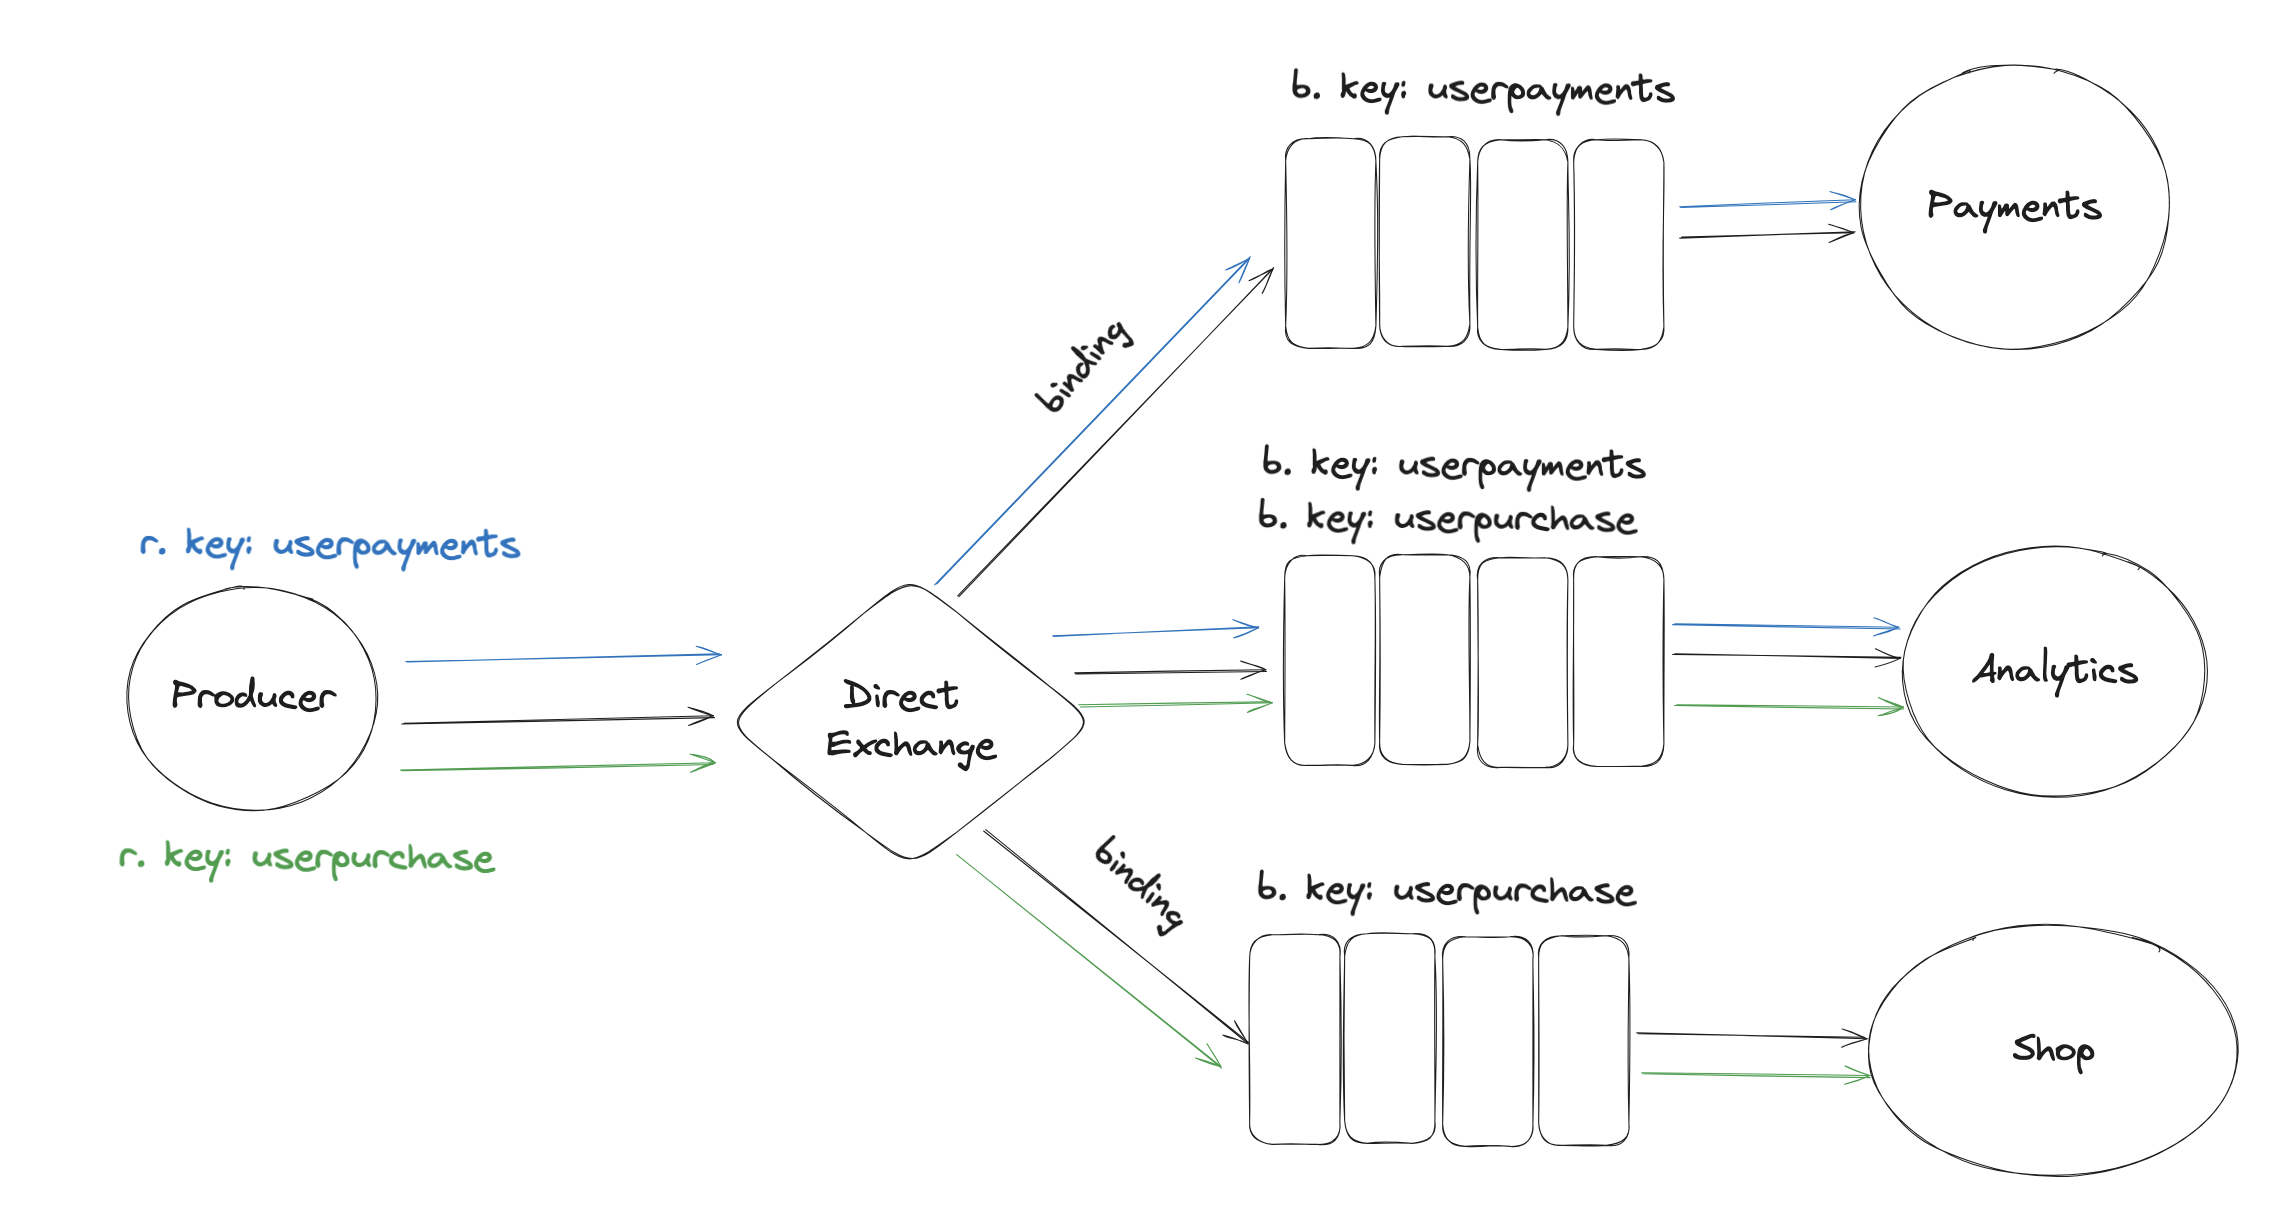 b. key: userpayments
Payments
binding
b. key: userpayments
b. key: userpurchase
r. key: userpayments
Producer
Direct
Exchange
Analytics
r. key: userpurchase
binding
b. key: userpurchase
Shop